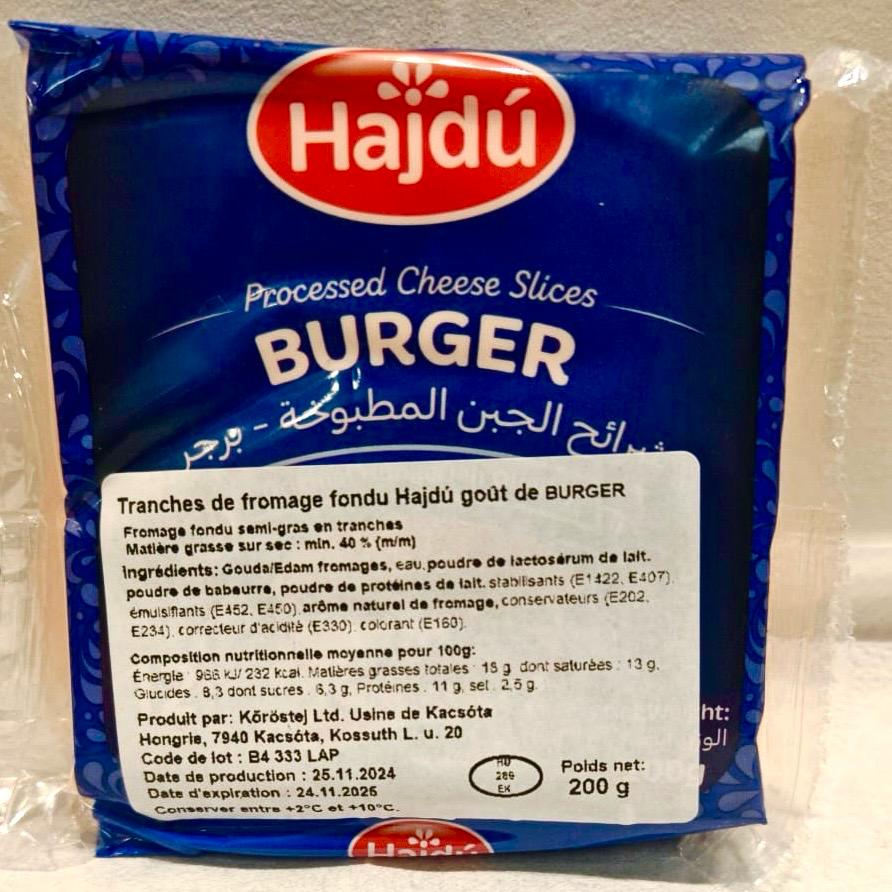 Hajdú
Processed Cheese Slices
BURGER
شرائح الجبن المطبوخة - برجر
Tranches de fromage fondu Hajdú goût de BURGER
Fromage fondu semi-gras en tranches
Matière grasse sur sec : min. 40 % (m/m)
Ingrédients: Gouda/Edam fromages, eau, poudre de lactosérum de lait.
poudre de babeurre, poudre de protéines de lait. stabilisants (E1422, E407).
émulsifiants (E452, E450), arôme naturel de fromage, conservateurs (E202,
E234), correcteur d'acidité (E330), colorant (E160).
Composition nutritionnelle moyenne pour 100g:
Énergie : 966 KJ/ 232 kcal. Matières grasses totales : 18 g dont saturées : 13 g,
Glucides : 8,3 dont sucres : 6,3 g, Protéines : 11 g, sel : 2,5 g.
Produit par: Kőröstej Ltd. Usine de Kacsóta
Hongrie, 7940 Kacsóta, Kossuth L. u. 20
Code de lot : B4 333 LAP
Date de production : 25.11.2024
Date d'expiration : 24.11.2025
Conserver entre +2°C et +10°C.
HU
289
EK
Poids net:
200 g
ht:
Hajdú